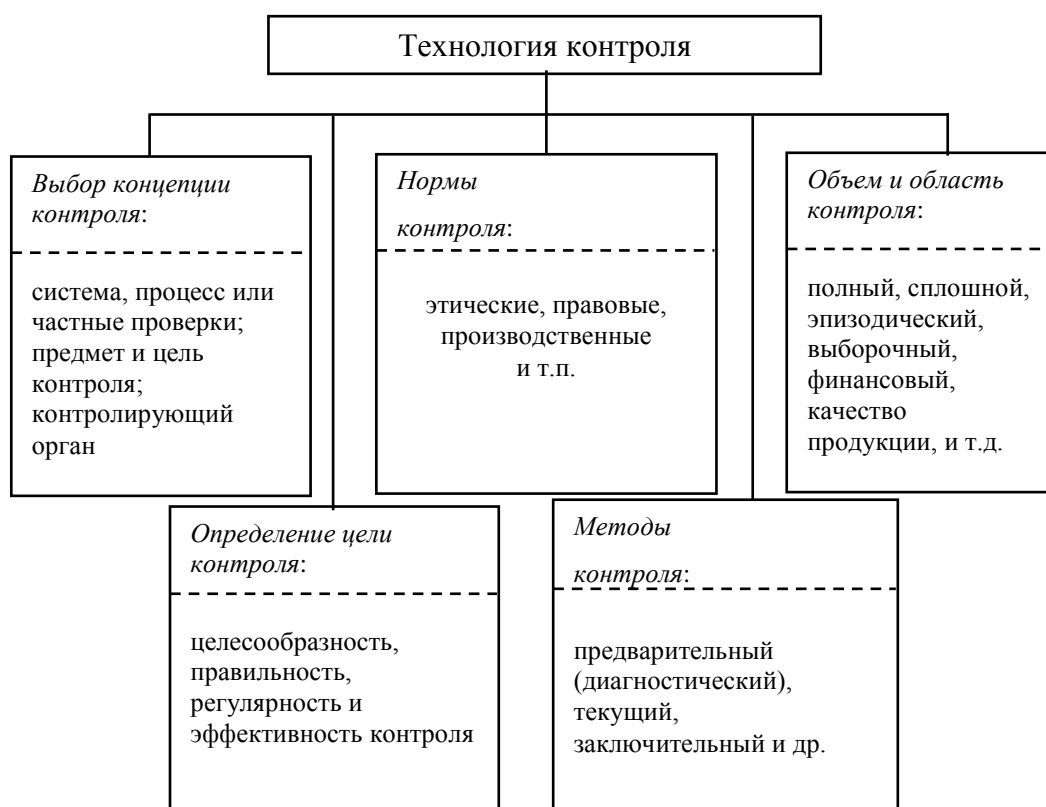 Технология контроля
Выбор концепции
контроля:
система, процесс или
частные проверки;
предмет и цель
контроля;
контролирующий
орган
Нормы
контроля:
этические, правовые,
производственные
и т.п.
Объем и область
контроля:
полный, сплошной,
эпизодический,
выборочный,
финансовый,
качество
продукции, и т.д.
Определение цели
контроля:
целесообразность,
правильность,
регулярность и
эффективность контроля
Методы
контроля:
предварительный
(диагностический),
текущий,
заключительный и др.